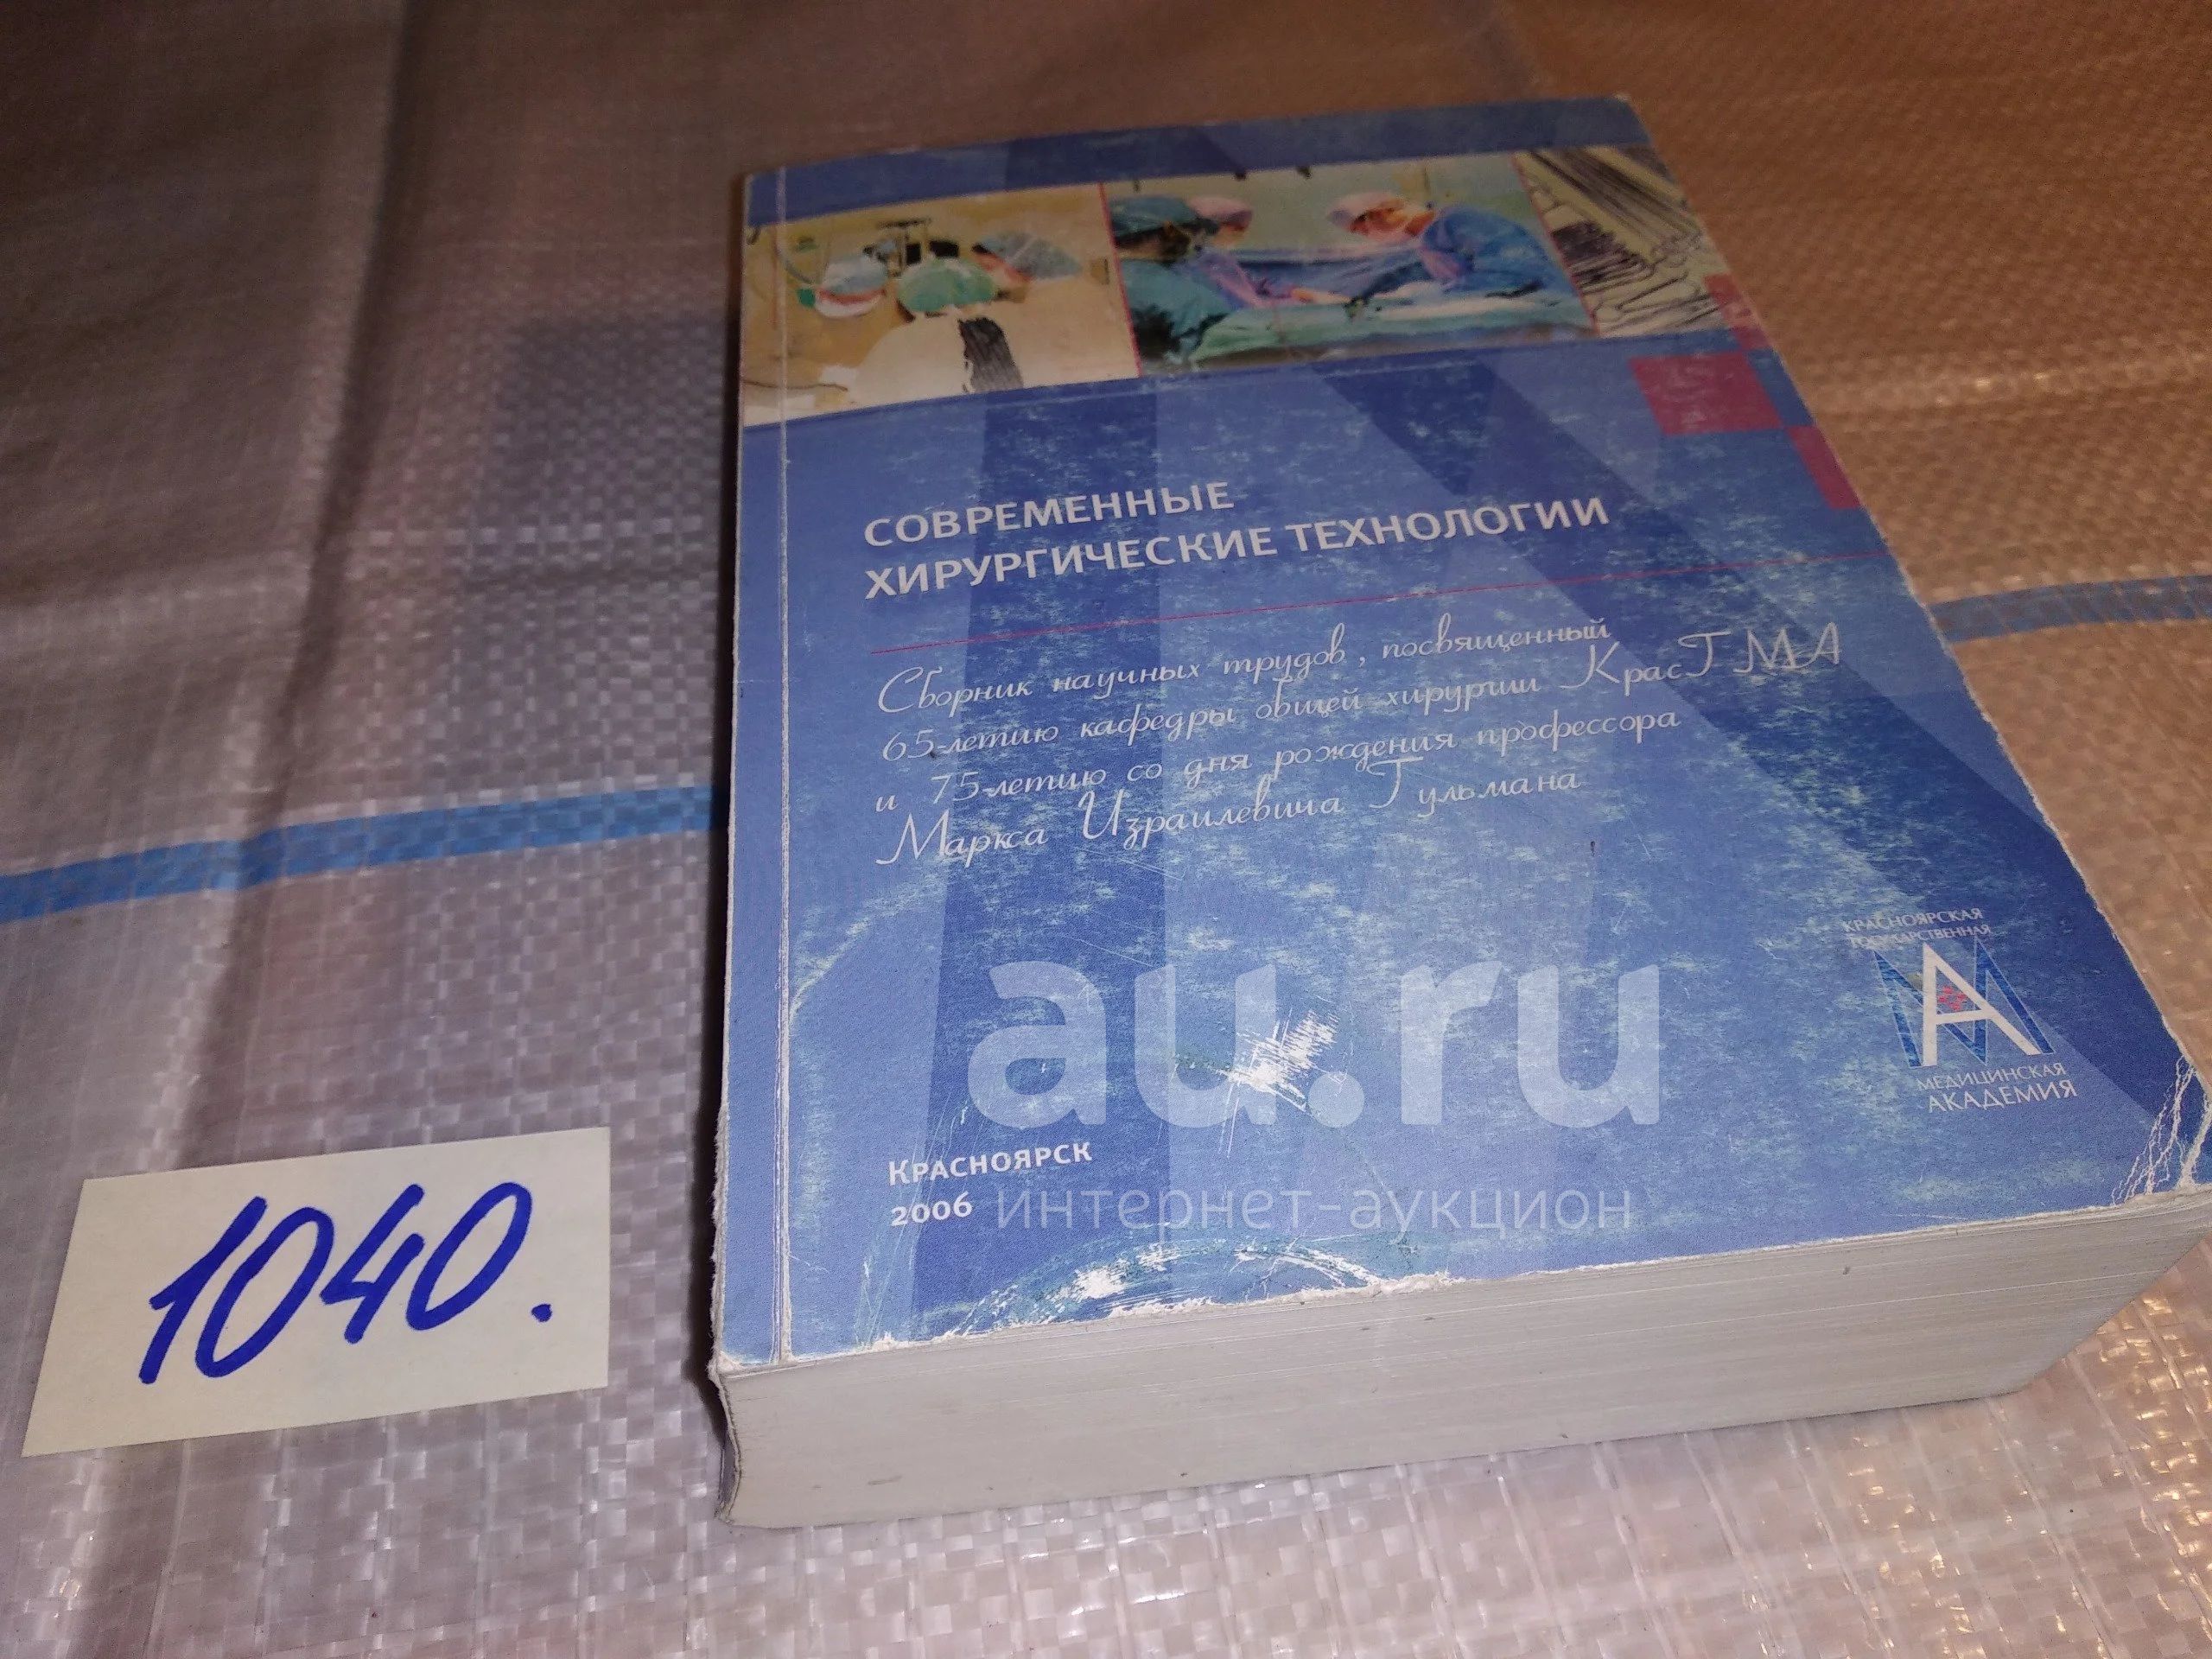 СОВРЕМЕННЫЕ
ХИРУРГИЧЕСКИЕ ТЕХНОЛОГИИ
Сборник научных трудов, посвященный
65-летию кафедры общей хирургии КрасГМА
и 75-летию со дня рождения профессора
Маркса Израилевича Гульмана
КРАСНОЯРСКАЯ
ГОСУДАРСТВЕННАЯ
МЕДИЦИНСКАЯ
АКАДЕМИЯ
au.ru
интернет-аукцион
КРАСНОЯРСК
2006
1040.